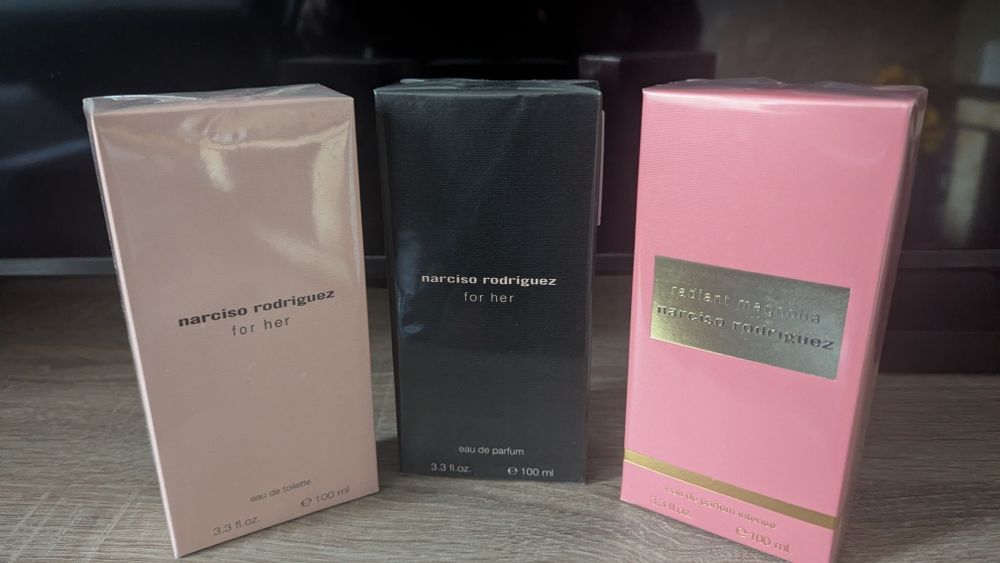 narciso rodriguez
for her
eau de toilette
3.3 fl.oz. ℮ 100 ml
narciso rodriguez
for her
eau de parfum
3.3 fl.oz. ℮ 100 ml
radiant magnolia
narciso rodriguez
eau de parfum intense
3.3 fl.oz. ℮ 100 ml